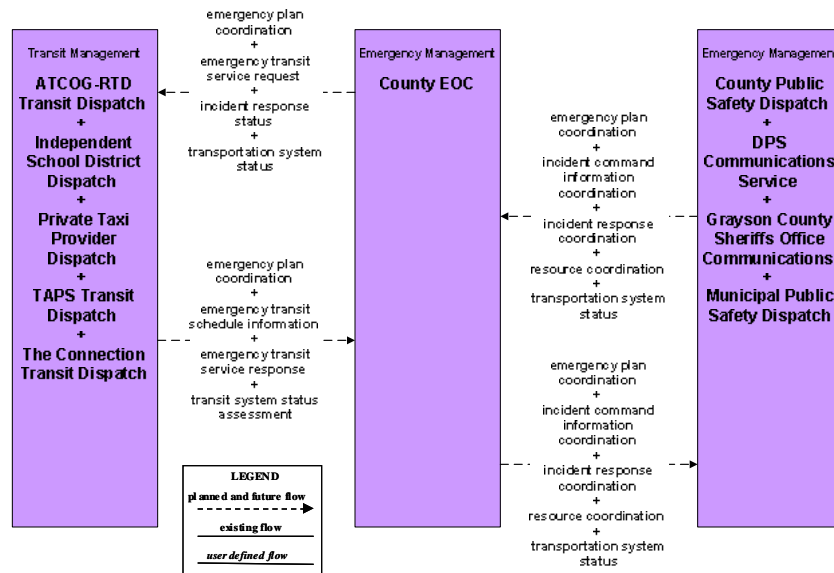 Transit Management
ATCOG-RTD
Transit Dispatch
+
Independent
School District
Dispatch
+
Private Taxi
Provider
Dispatch
+
TAPS Transit
Dispatch
+
The Connection
Transit Dispatch
emergency plan
coordination
+
emergency transit
service request
+
incident response
status
+
transportation system
status
emergency plan
coordination
+
emergency transit
schedule information
+
emergency transit
service response
+
transit system status
assessment
LEGEND
planned and future flow
existing flow
user defined flow
Emergency Management
County EOC
emergency plan
coordination
+
incident command
information
coordination
+
incident response
coordination
+
resource coordination
+
transportation system
status
emergency plan
coordination
+
incident command
information
coordination
+
incident response
coordination
+
resource coordination
+
transportation system
status
Emergency Management
County Public
Safety Dispatch
+
DPS
Communications
Service
+
Grayson County
Sheriffs Office
Communications
+
Municipal Public
Safety Dispatch